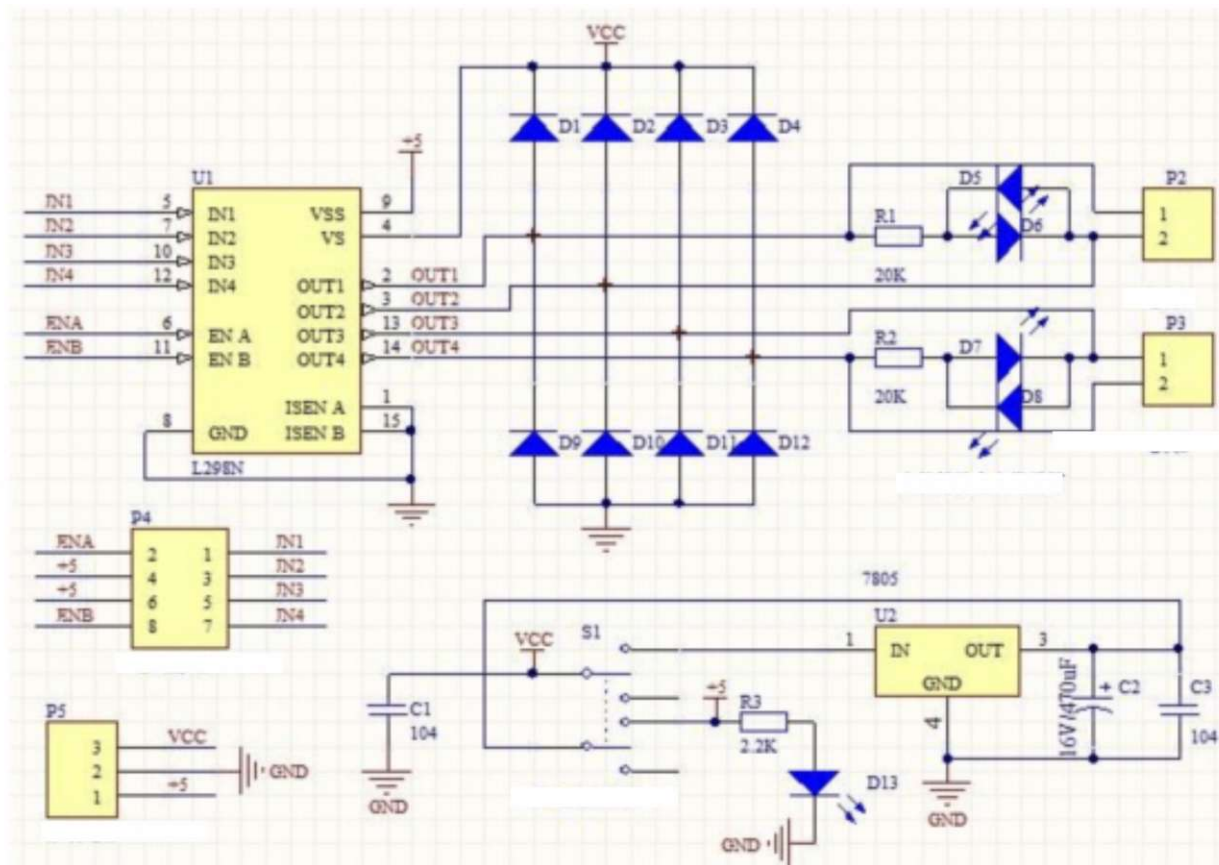 VCC
D1 D2 D3 D4
+5
U1
IN1 5 IN1 VSS 9
IN2 7 IN2 VS 4
IN3 10 IN3
IN4 12 IN4 OUT1 2 OUT1
OUT2 3 OUT2
ENA 6 EN A OUT3 13 OUT3
ENB 11 EN B OUT4 14 OUT4
ISEN A 1
8 GND ISEN B 15
L298N
D5
R1 D6
20K
P2
1
2
R2 D7
20K D8
P3
1
2
D9 D10 D11 D12
P4
ENA 2 1 IN1
+5 4 3 IN2
+5 6 5 IN3
ENB 8 7 IN4
P5
3 VCC
2 GND
1 +5
VCC
C1
104
GND
S1
+5
R3
2.2K
D13
GND
7805
U2
1 IN OUT 3
GND
4
GND
+
C2
16V/470uF
C3
104